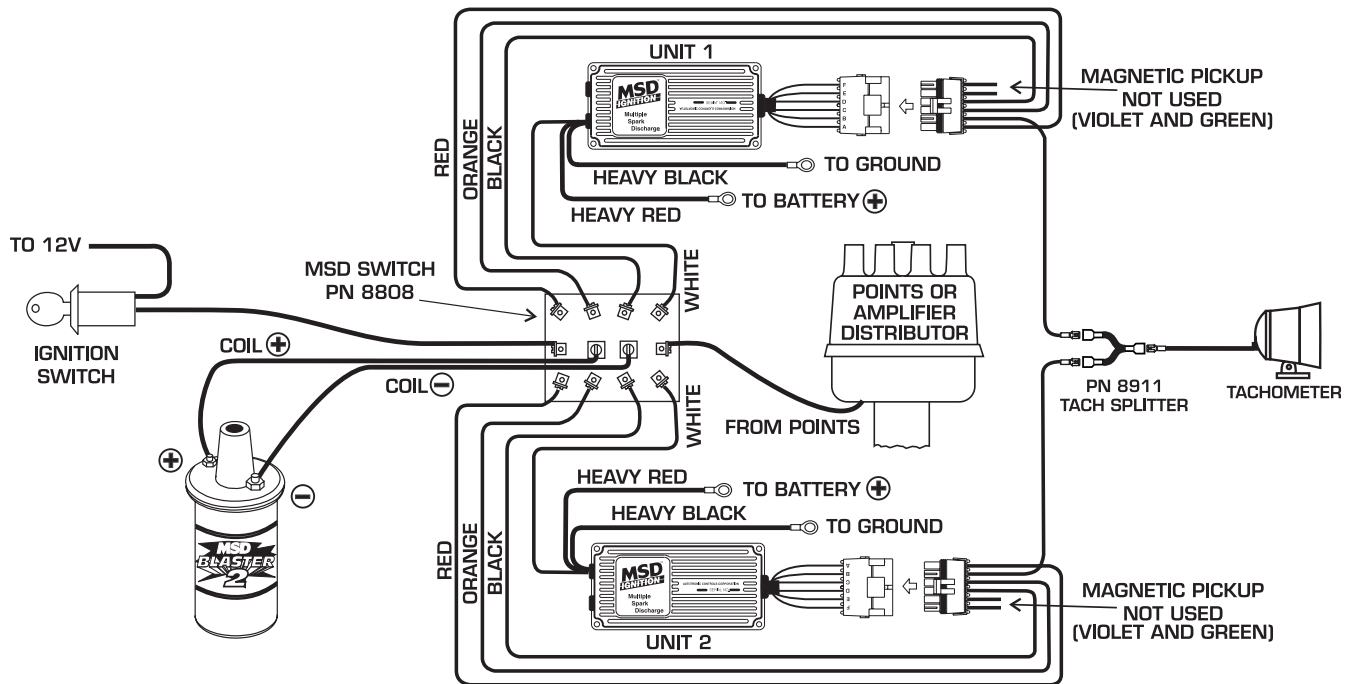 UNIT 1
MSD
IGNITION
Multiple
Spark
Discharge
F
E
D
C
B
A
MAGNETIC PICKUP
NOT USED
(VIOLET AND GREEN)
RED
ORANGE
BLACK
TO GROUND
HEAVY BLACK
TO BATTERY +
HEAVY RED
TO 12V
MSD SWITCH
PN 8808
WHITE
POINTS OR
AMPLIFIER
DISTRIBUTOR
IGNITION
SWITCH
COIL +
COIL −
PN 8911
TACH SPLITTER
TACHOMETER
FROM POINTS
WHITE
+
−
MSD
BLASTER
2
HEAVY RED
TO BATTERY +
HEAVY BLACK
TO GROUND
RED
ORANGE
BLACK
MSD
IGNITION
AUTOTRONIC CONTROLS CORPORATION
Multiple
Spark
Discharge
A
B
C
D
E
F
UNIT 2
MAGNETIC PICKUP
NOT USED
(VIOLET AND GREEN)